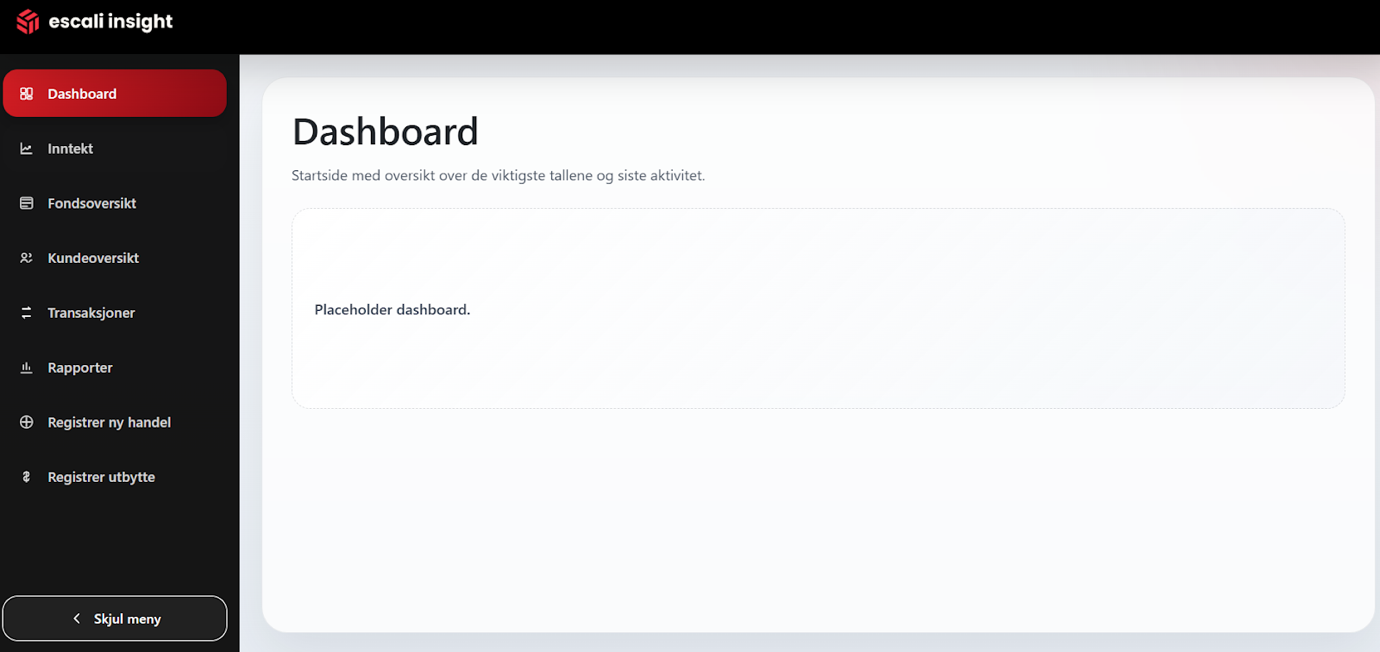 escali insight
Dashboard
Inntekt
Fondsoversikt
Kundeoversikt
Transaksjoner
Rapporter
Registrer ny handel
Registrer utbytte
Skjul meny
Dashboard
Startside med oversikt over de viktigste tallene og siste aktivitet.
Placeholder dashboard.